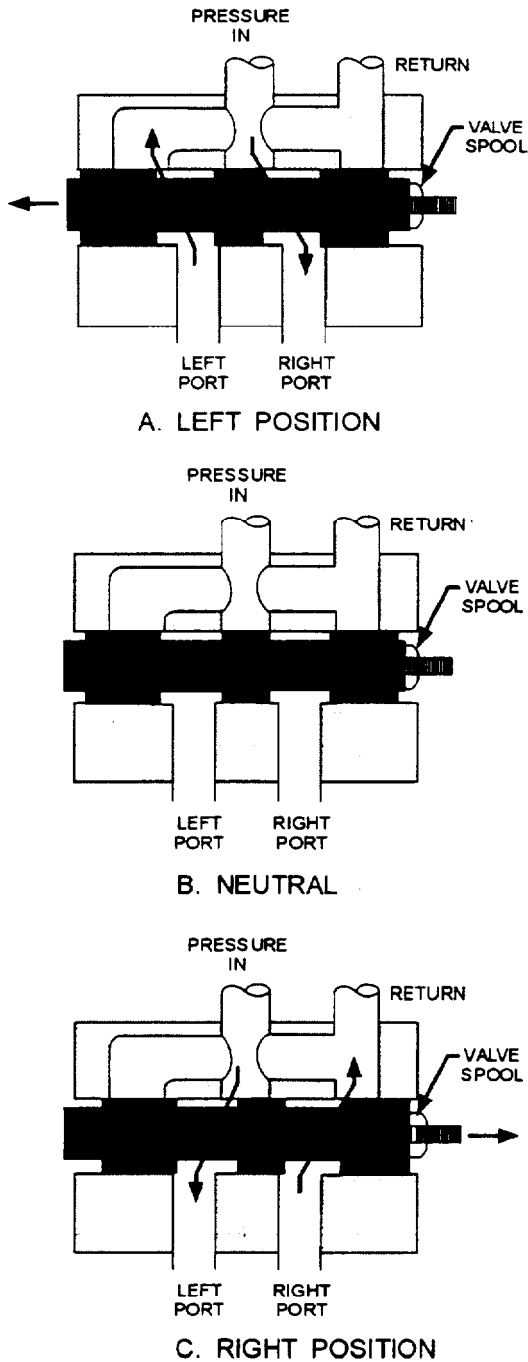 PRESSURE
IN
RETURN
VALVE
SPOOL
LEFT
PORT
RIGHT
PORT
A. LEFT POSITION
PRESSURE
IN
RETURN
VALVE
SPOOL
LEFT
PORT
RIGHT
PORT
B. NEUTRAL
PRESSURE
IN
RETURN
VALVE
SPOOL
LEFT
PORT
RIGHT
PORT
C. RIGHT POSITION